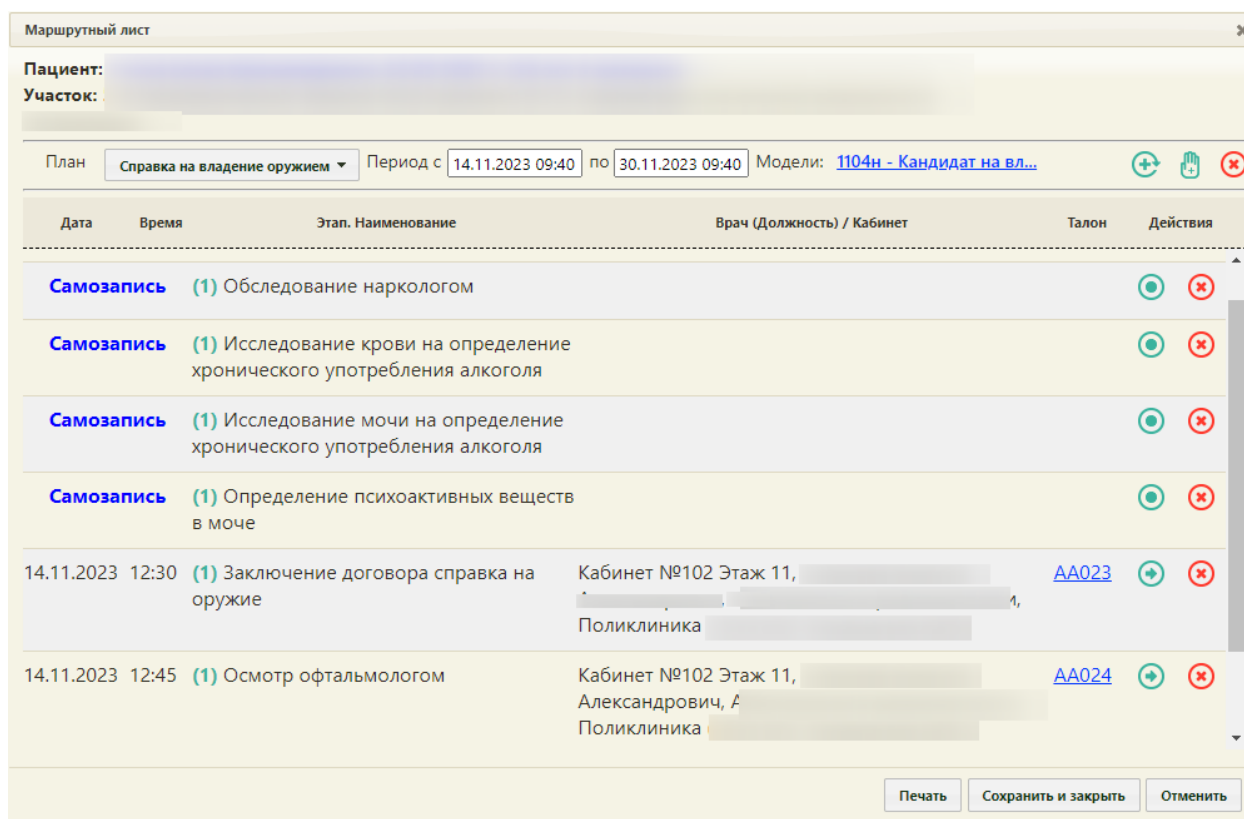 Маршрутный лист
Пациент:
Участок:
План Справка на владение оружием Период с 14.11.2023 09:40 по 30.11.2023 09:40 Модели: 1104н - Кандидат на вл...
Дата Время Этап. Наименование Врач (Должность) / Кабинет Талон Действия
Самозапись (1) Обследование наркологом
Самозапись (1) Исследование крови на определение
хронического употребления алкоголя
Самозапись (1) Исследование мочи на определение
хронического употребления алкоголя
Самозапись (1) Определение психоактивных веществ
в моче
14.11.2023 12:30 (1) Заключение договора справка на Кабинет №102 Этаж 11, АА023
оружие
Поликлиника
14.11.2023 12:45 (1) Осмотр офтальмологом Кабинет №102 Этаж 11, АА024
Александрович,
Поликлиника
Печать Сохранить и закрыть Отменить